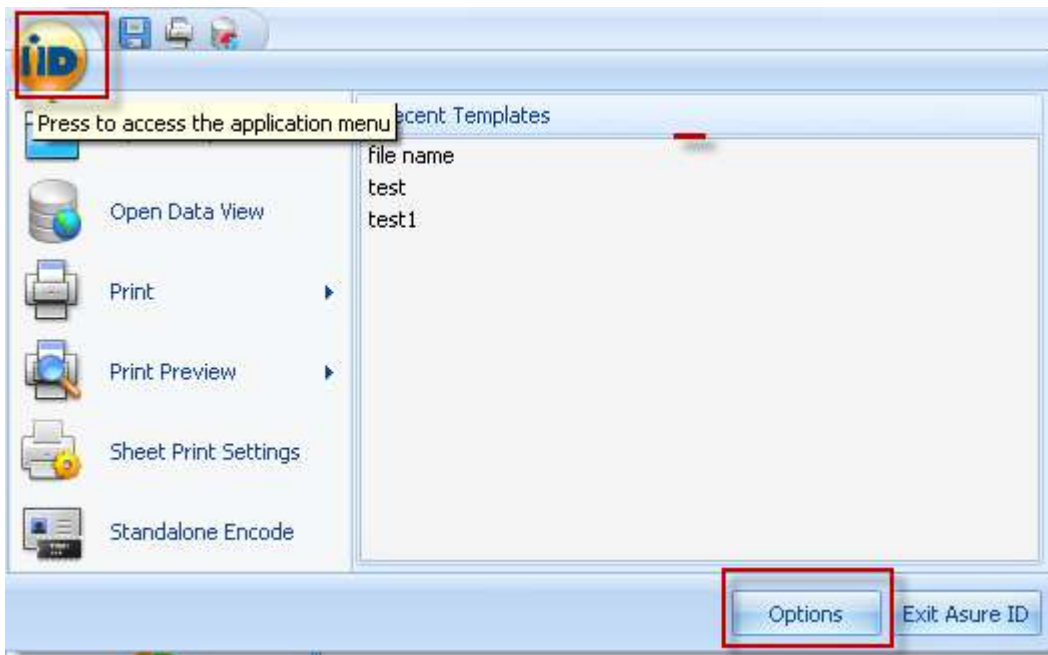 iID
Press to access the application menu
ecent Templates
file name
test
test1
Open Data View
Print
Print Preview
Sheet Print Settings
Standalone Encode
Options
Exit Asure ID